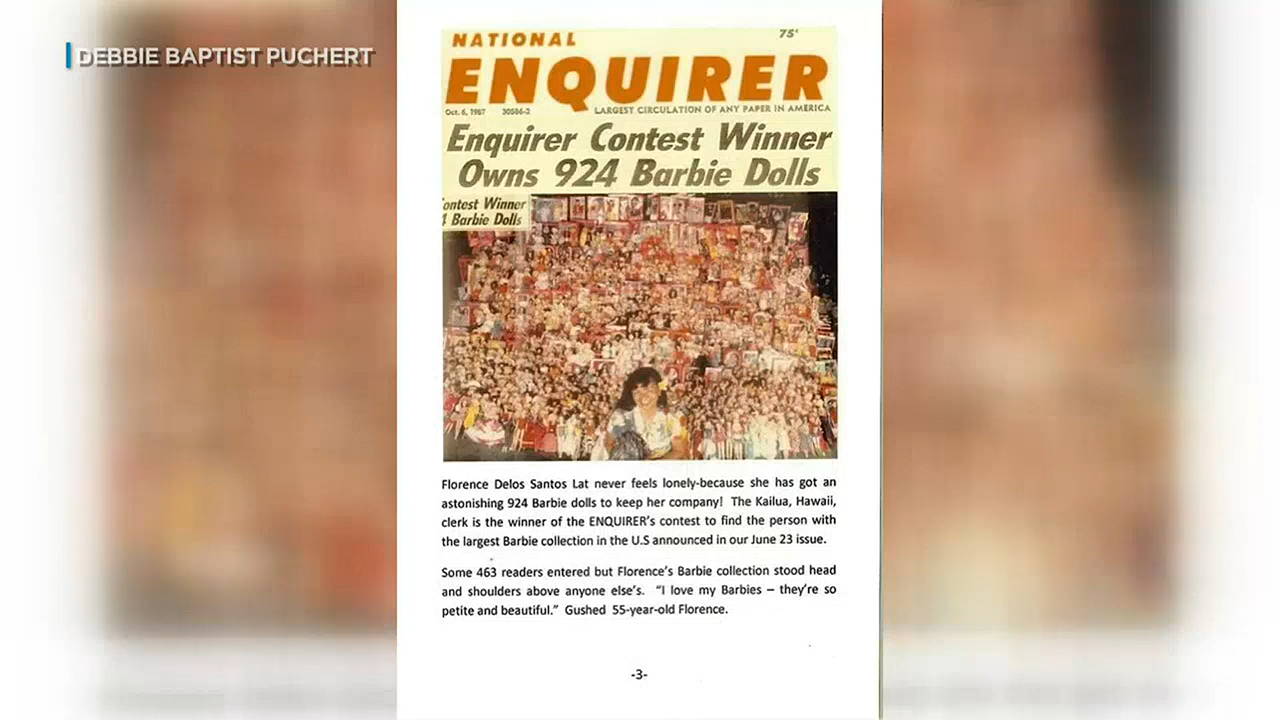 DEBBIE BAPTIST PUCHERT
NATIONAL
75¢
ENQUIRER
Oct. 6, 1987 30586-2 LARGEST CIRCULATION OF ANY PAPER IN AMERICA
Enquirer Contest Winner
Owns 924 Barbie Dolls
ontest Winner
4 Barbie Dolls
Florence Delos Santos Lat never feels lonely-because she has got an
astonishing 924 Barbie dolls to keep her company! The Kailua, Hawaii,
clerk is the winner of the ENQUIRER's contest to find the person with
the largest Barbie collection in the U.S announced in our June 23 issue.
Some 463 readers entered but Florence's Barbie collection stood head
and shoulders above anyone else's. "I love my Barbies – they're so
petite and beautiful." Gushed 55-year-old Florence.
-3-